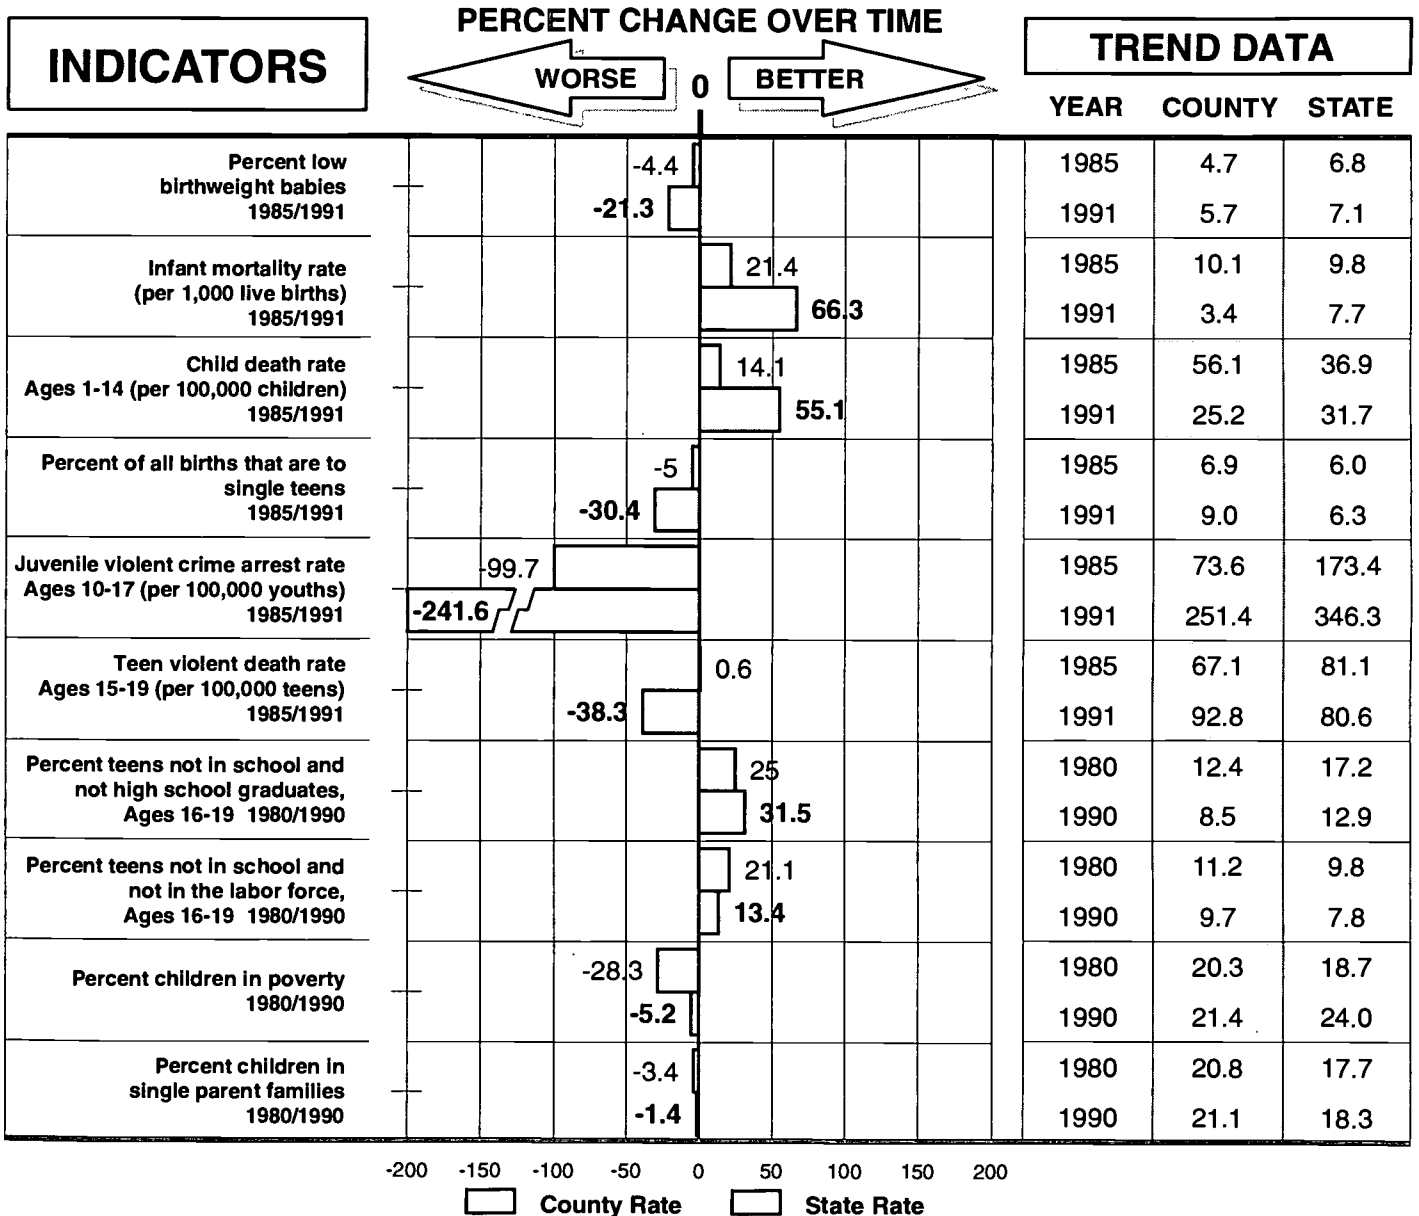 PERCENT CHANGE OVER TIME
INDICATORS
WORSE
0
BETTER
TREND DATA
YEAR COUNTY STATE
Percent low
birthweight babies
1985/1991
-4.4
-21.3
1985 4.7 6.8
1991 5.7 7.1
Infant mortality rate
(per 1,000 live births)
1985/1991
21.4
66.3
1985 10.1 9.8
1991 3.4 7.7
Child death rate
Ages 1-14 (per 100,000 children)
1985/1991
14.1
55.1
1985 56.1 36.9
1991 25.2 31.7
Percent of all births that are to
single teens
1985/1991
-5
-30.4
1985 6.9 6.0
1991 9.0 6.3
Juvenile violent crime arrest rate
Ages 10-17 (per 100,000 youths)
1985/1991
-99.7
-241.6
1985 73.6 173.4
1991 251.4 346.3
Teen violent death rate
Ages 15-19 (per 100,000 teens)
1985/1991
0.6
-38.3
1985 67.1 81.1
1991 92.8 80.6
Percent teens not in school and
not high school graduates,
Ages 16-19 1980/1990
25
31.5
1980 12.4 17.2
1990 8.5 12.9
Percent teens not in school and
not in the labor force,
Ages 16-19 1980/1990
21.1
13.4
1980 11.2 9.8
1990 9.7 7.8
Percent children in poverty
1980/1990
-28.3
-5.2
1980 20.3 18.7
1990 21.4 24.0
Percent children in
single parent families
1980/1990
-3.4
-1.4
1980 20.8 17.7
1990 21.1 18.3
-200 -150 -100 -50 0 50 100 150 200
County Rate State Rate